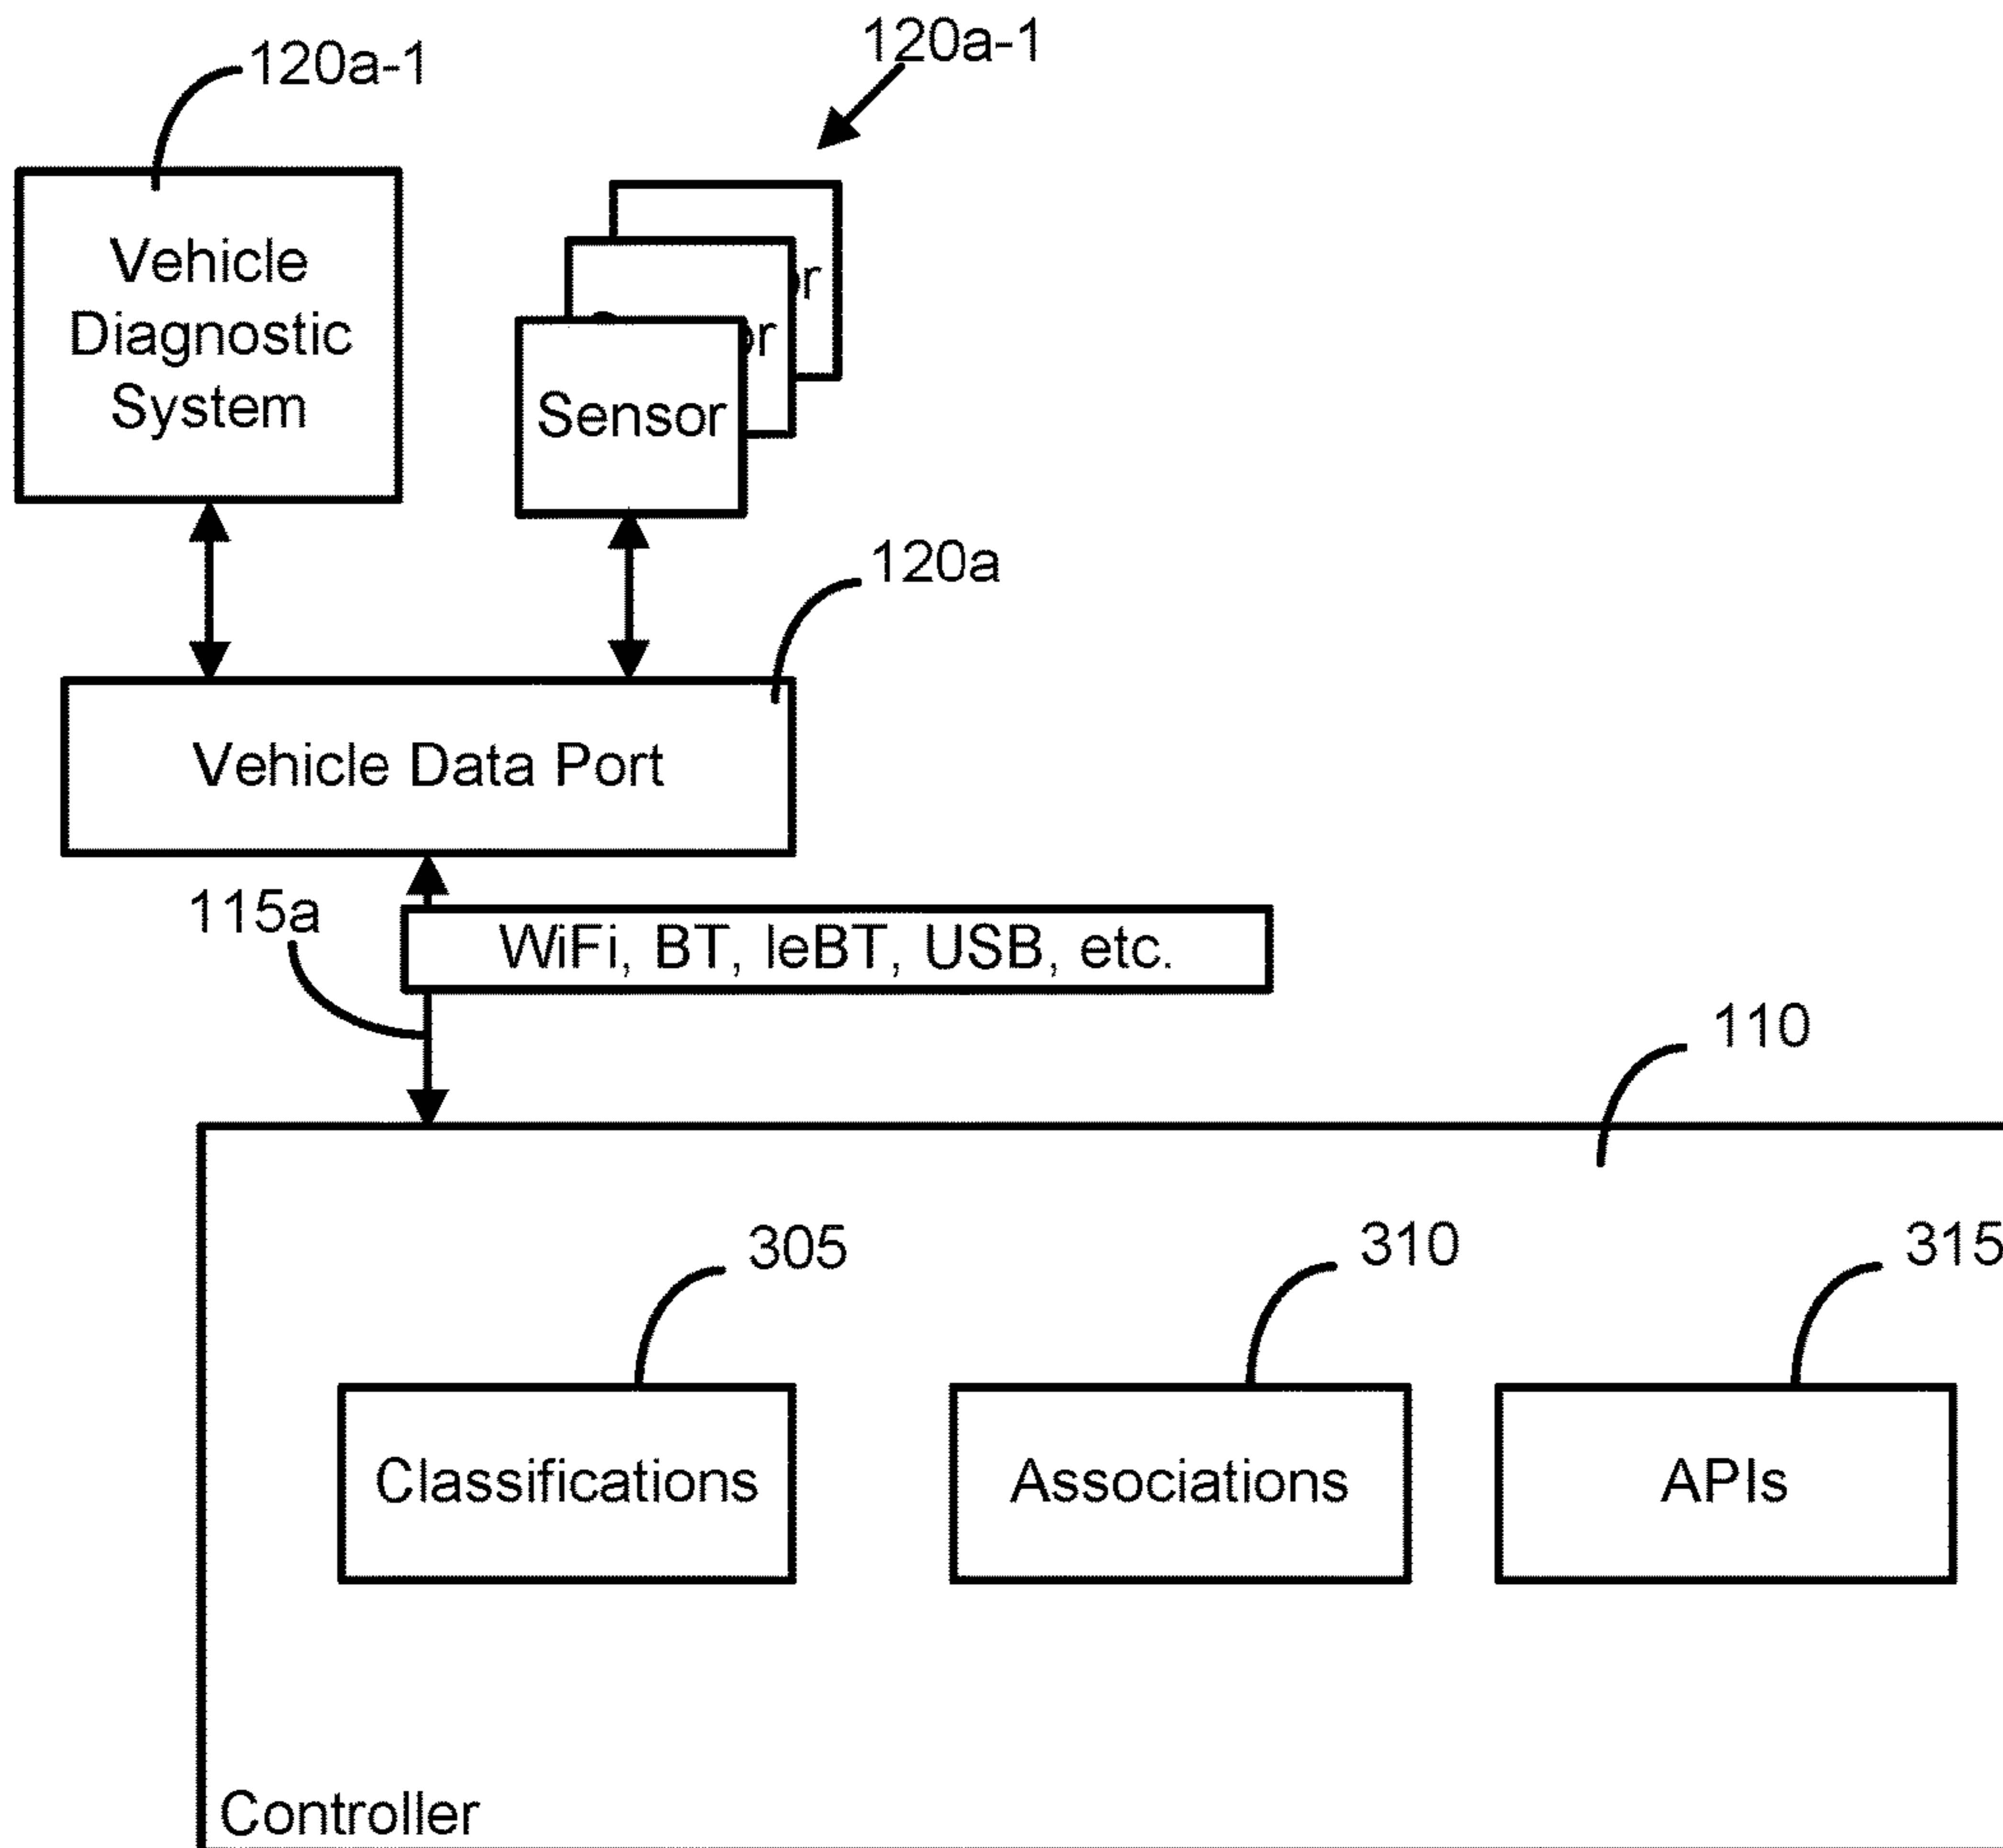 120a-1
120a-1
Vehicle
Diagnostic
System
r
r
Sensor
120a
Vehicle Data Port
115a
WiFi, BT, leBT, USB, etc.
110
305
310
315
Classifications
Associations
APIs
Controller